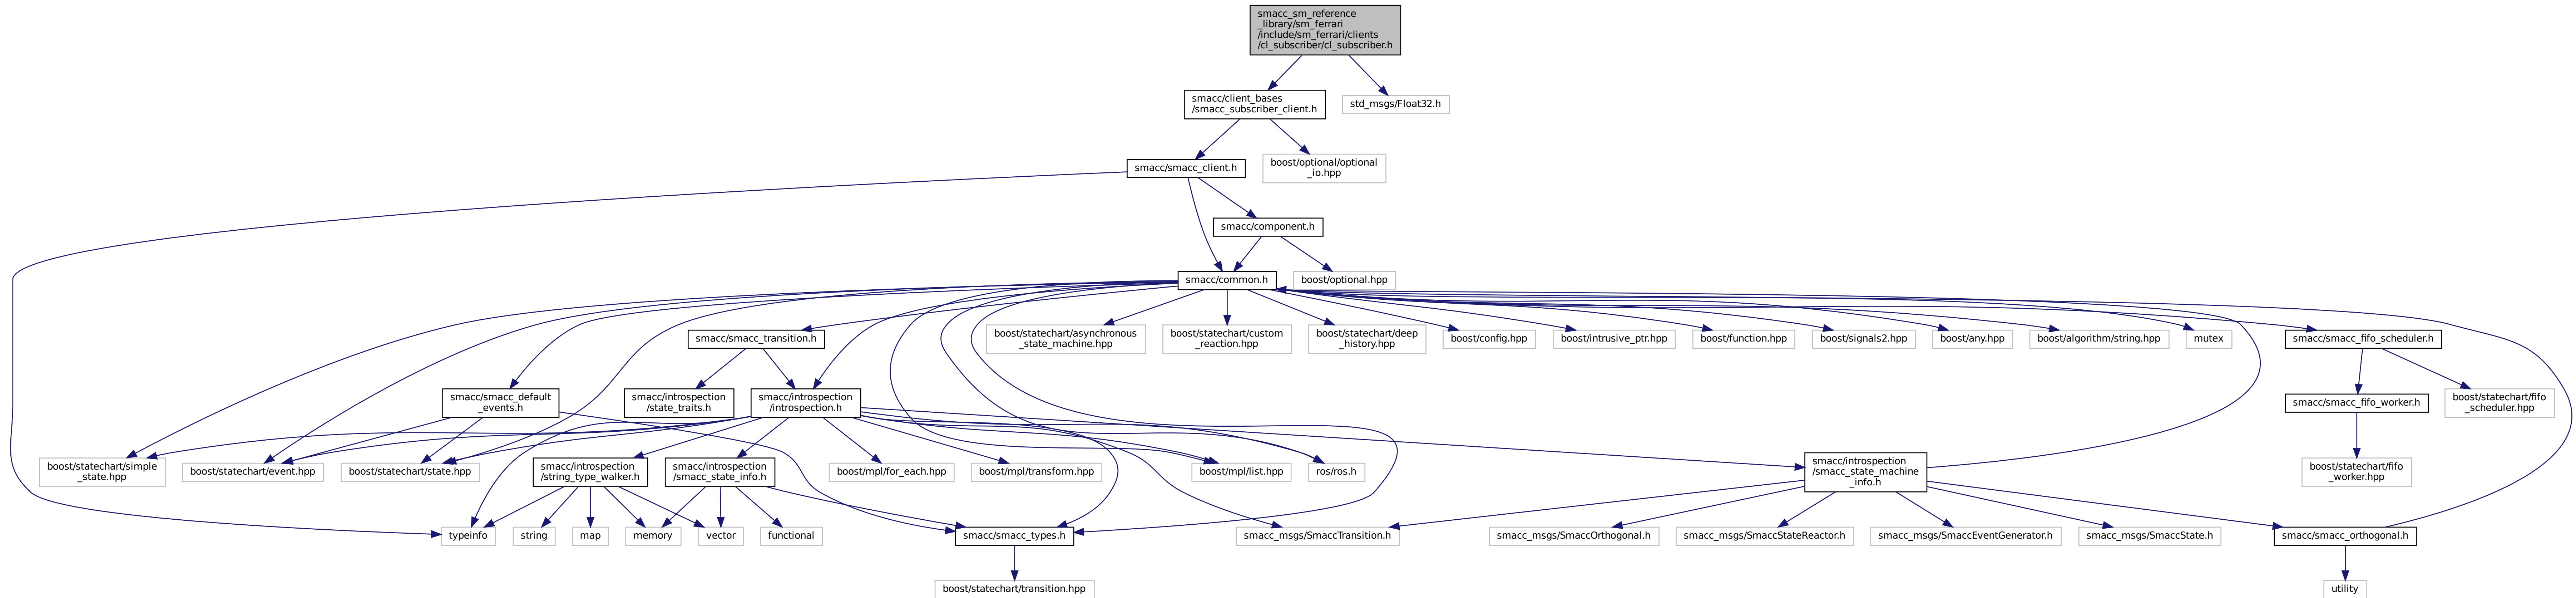 smacc_sm_reference
_library/sm_ferrari
/include/sm_ferrari/clients
/cl_subscriber/cl_subscriber.h
smacc/client_bases
/smacc_subscriber_client.h
std_msgs/Float32.h
smacc/smacc_client.h
boost/optional/optional
_io.hpp
smacc/component.h
smacc/common.h
boost/optional.hpp
smacc/smacc_transition.h
boost/statechart/asynchronous
_state_machine.hpp
boost/statechart/custom
_reaction.hpp
boost/statechart/deep
_history.hpp
boost/config.hpp
boost/intrusive_ptr.hpp
boost/function.hpp
boost/signals2.hpp
boost/any.hpp
boost/algorithm/string.hpp
mutex
smacc/smacc_fifo_scheduler.h
smacc/smacc_default
_events.h
smacc/introspection
/state_traits.h
smacc/introspection
/introspection.h
smacc/smacc_fifo_worker.h
boost/statechart/fifo
_scheduler.hpp
boost/statechart/simple
_state.hpp
boost/statechart/event.hpp
boost/statechart/state.hpp
smacc/introspection
/string_type_walker.h
smacc/introspection
/smacc_state_info.h
boost/mpl/for_each.hpp
boost/mpl/transform.hpp
boost/mpl/list.hpp
ros/ros.h
smacc/introspection
/smacc_state_machine
_info.h
boost/statechart/fifo
_worker.hpp
typeinfo
string
map
memory
vector
functional
smacc/smacc_types.h
smacc_msgs/SmaccTransition.h
smacc_msgs/SmaccOrthogonal.h
smacc_msgs/SmaccStateReactor.h
smacc_msgs/SmaccEventGenerator.h
smacc_msgs/SmaccState.h
smacc/smacc_orthogonal.h
boost/statechart/transition.hpp
utility